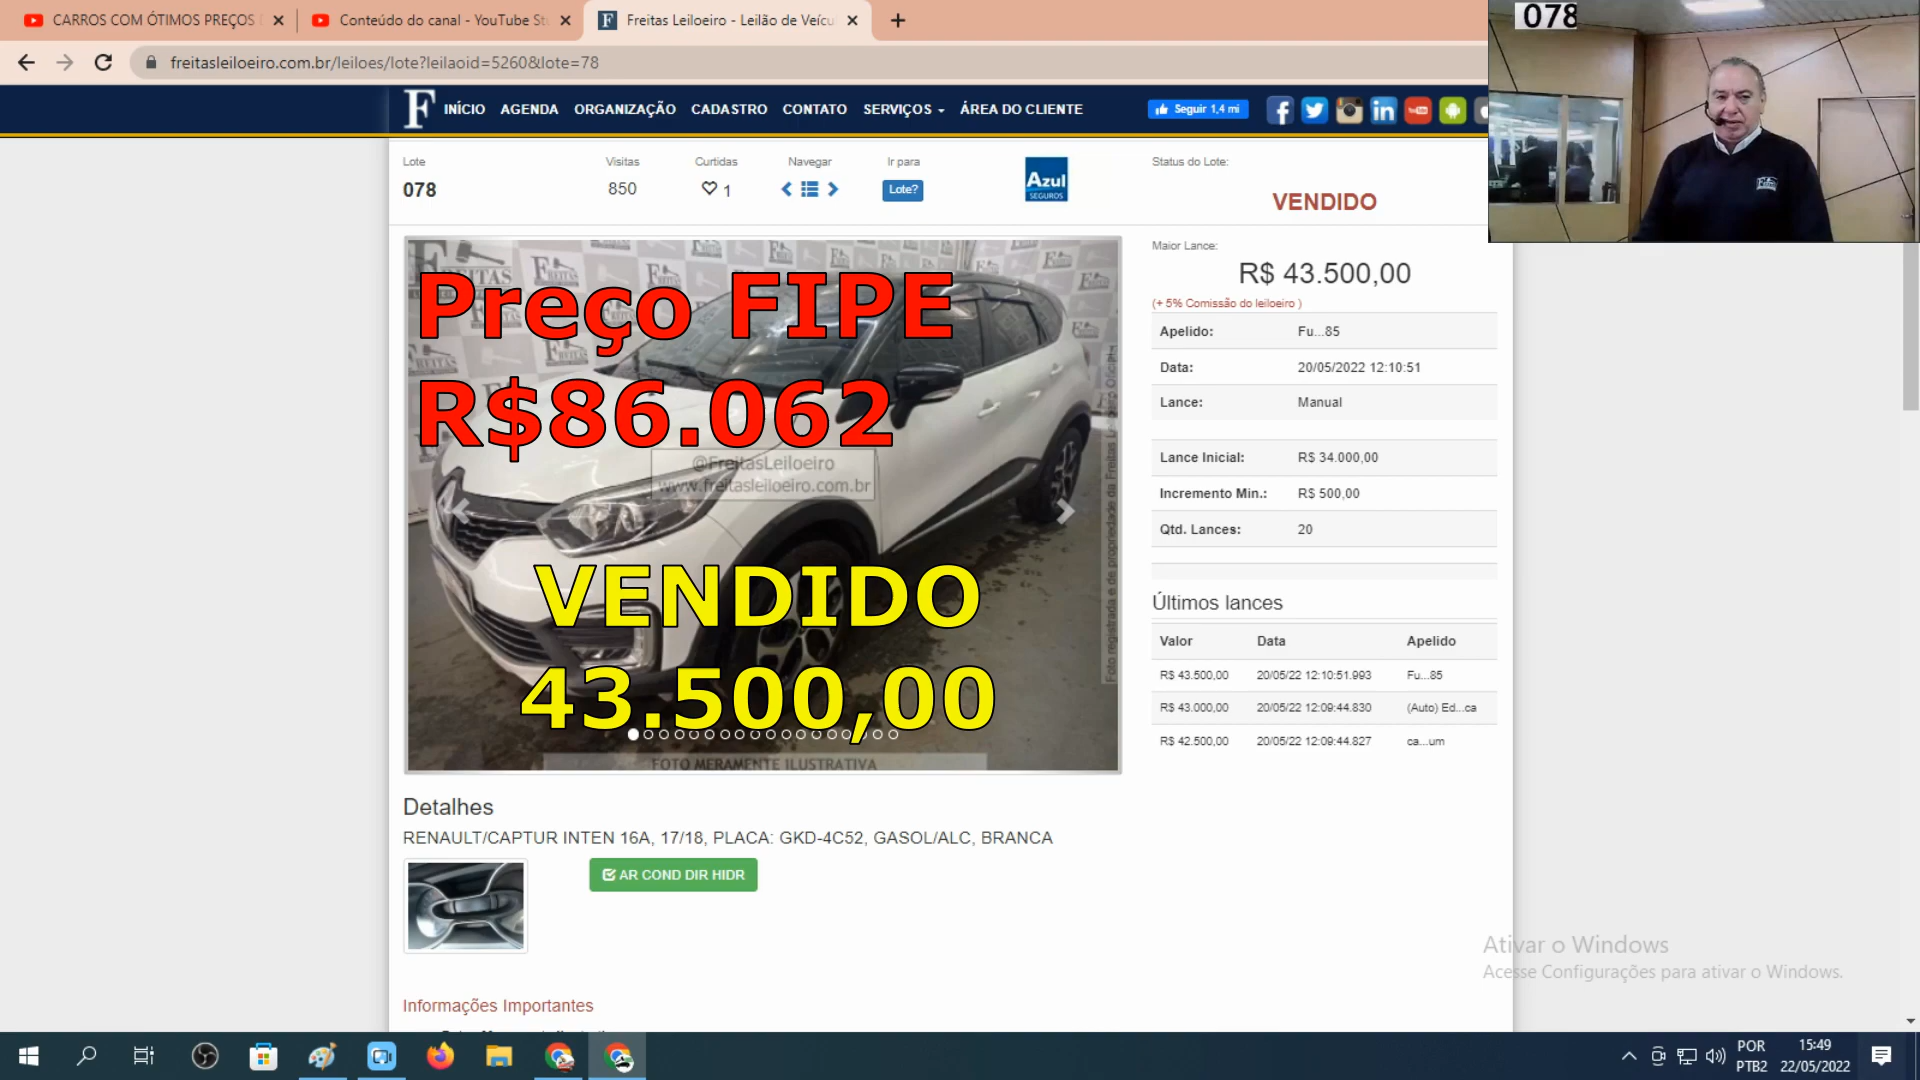 CARROS COM ÓTIMOS PREÇOS
Conteúdo do canal - YouTube St
Freitas Leiloeiro - Leilão de Veícu
freitasleiloeiro.com.br/leiloes/lote?leilaoid=5260&lote=78
078
F
INÍCIO AGENDA ORGANIZAÇÃO CADASTRO CONTATO SERVIÇOS ÁREA DO CLIENTE
Seguir 1,4 mi
Lote
078
Visitas
850
Curtidas
1
Navegar
Ir para
Lote?
Azul
SEGUROS
Status do Lote:
VENDIDO
Preço FIPE
R$86.062
@FreitasLeiloeiro
www.freitasleiloeiro.com.br
VENDIDO
43.500,00
FOTO MERAMENTE ILUSTRATIVA
Foto registrada e de propriedade da Freitas Leiloeiro Oficial
Maior Lance:
R$ 43.500,00
(+ 5% Comissão do leiloeiro )
Apelido: Fu...85
Data: 20/05/2022 12:10:51
Lance: Manual
Lance Inicial: R$ 34.000,00
Incremento Min.: R$ 500,00
Qtd. Lances: 20
Últimos lances
Valor Data Apelido
R$ 43.500,00 20/05/22 12:10:51.993 Fu...85
R$ 43.000,00 20/05/22 12:09:44.830 (Auto) Ed...ca
R$ 42.500,00 20/05/22 12:09:44.827 ca...um
Detalhes
RENAULT/CAPTUR INTEN 16A, 17/18, PLACA: GKD-4C52, GASOL/ALC, BRANCA
AR COND DIR HIDR
Informações Importantes
Ativar o Windows
Acesse Configurações para ativar o Windows.
POR
PTB2
15:49
22/05/2022